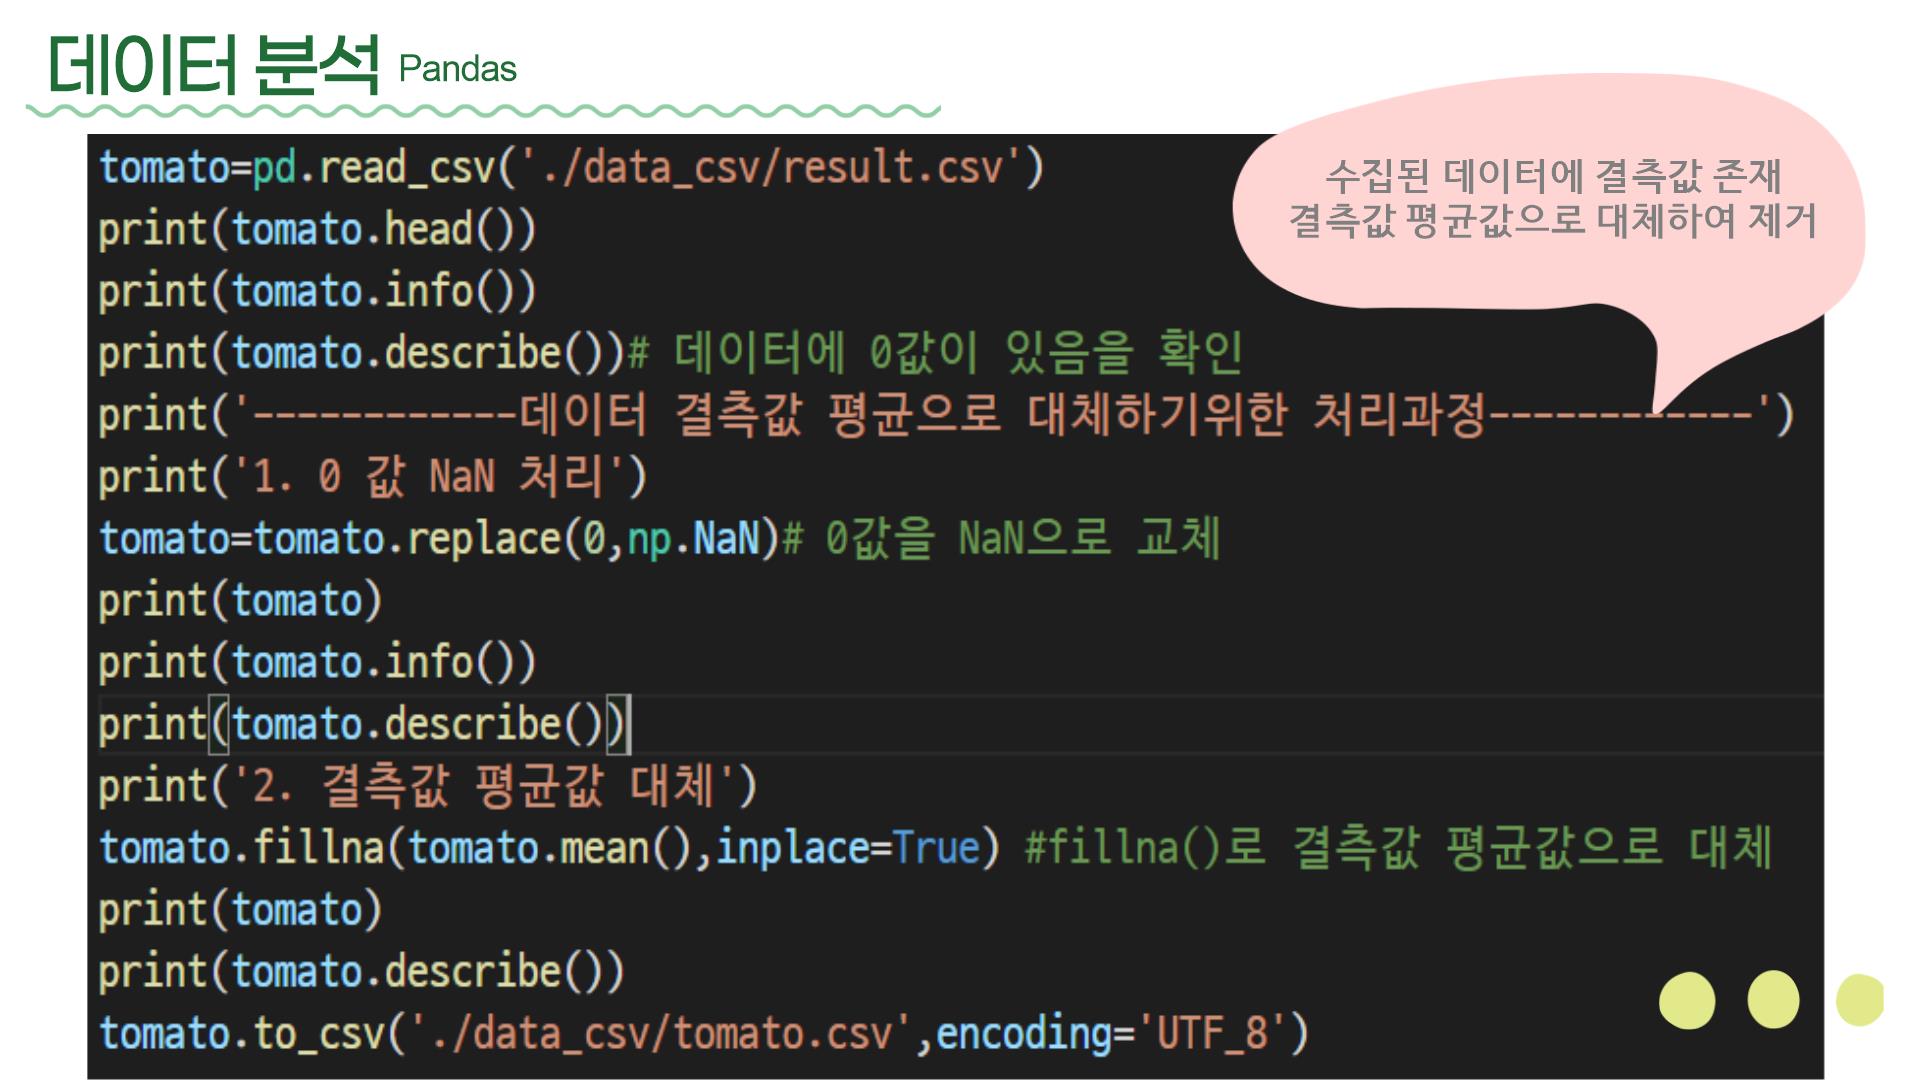 데이터 분석 Pandas
수집된 데이터에 결측값 존재
결측값 평균값으로 대체하여 제거
tomato=pd.read_csv('./data_csv/result.csv')
print(tomato.head())
print(tomato.info())
print(tomato.describe())# 데이터에 0값이 있음을 확인
print('------------데이터 결측값 평균으로 대체하기위한 처리과정------------')
print('1. 0 값 NaN 처리')
tomato=tomato.replace(0,np.NaN)# 0값을 NaN으로 교체
print(tomato)
print(tomato.info())
print(tomato.describe())
print('2. 결측값 평균값 대체')
tomato.fillna(tomato.mean(),inplace=True) #fillna()로 결측값 평균값으로 대체
print(tomato)
print(tomato.describe())
tomato.to_csv('./data_csv/tomato.csv',encoding='UTF_8')